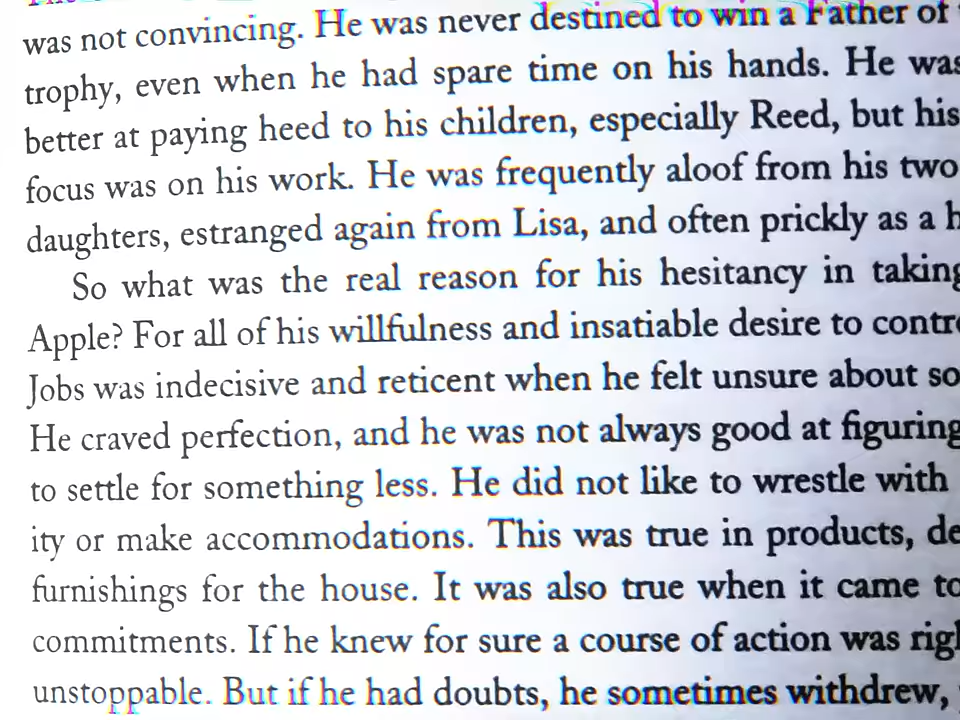 was not convincing. He was never destined to win a Father of
trophy, even when he had spare time on his hands. He was
better at paying heed to his children, especially Reed, but his
focus was on his work. He was frequently aloof from his two
daughters, estranged again from Lisa, and often prickly as a h
So what was the real reason for his hesitancy in taking
Apple? For all of his willfulness and insatiable desire to contro
Jobs was indecisive and reticent when he felt unsure about so
He craved perfection, and he was not always good at figuring
to settle for something less. He did not like to wrestle with
ity or make accommodations. This was true in products, de
furnishings for the house. It was also true when it came to
commitments. If he knew for sure a course of action was righ
unstoppable. But if he had doubts, he sometimes withdrew,